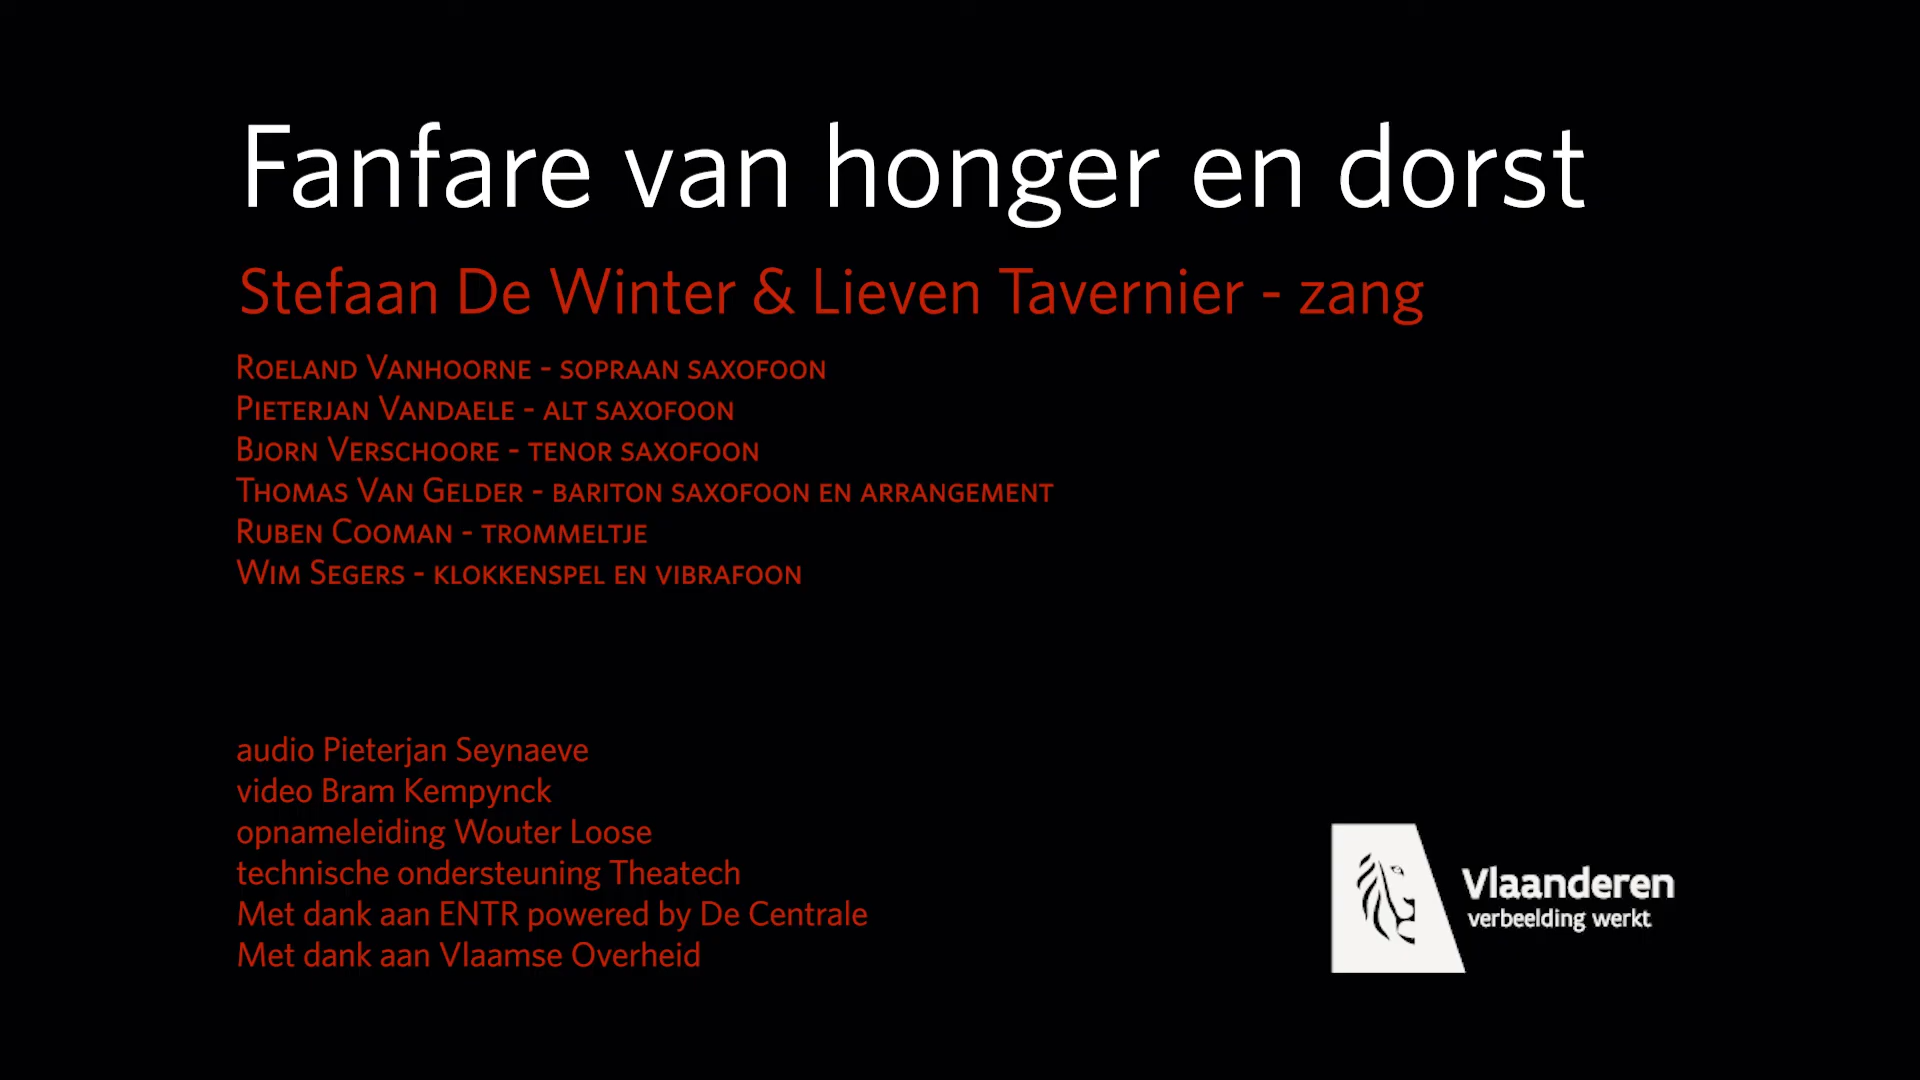 Fanfare van honger en dorst
Stefaan De Winter & Lieven Tavernier - zang
Roeland Vanhoorne - sopraan saxofoon
Pieterjan Vandaele - alt saxofoon
Bjorn Verschoore - tenor saxofoon
Thomas Van Gelder - bariton saxofoon en arrangement
Ruben Cooman - trommeltje
Wim Segers - klokkenspel en vibrafoon
audio Pieterjan Seynaeve
video Bram Kempynck
opnameleiding Wouter Loose
technische ondersteuning Theatech
Met dank aan ENTR powered by De Centrale
Met dank aan Vlaamse Overheid
Vlaanderen
verbeelding werkt